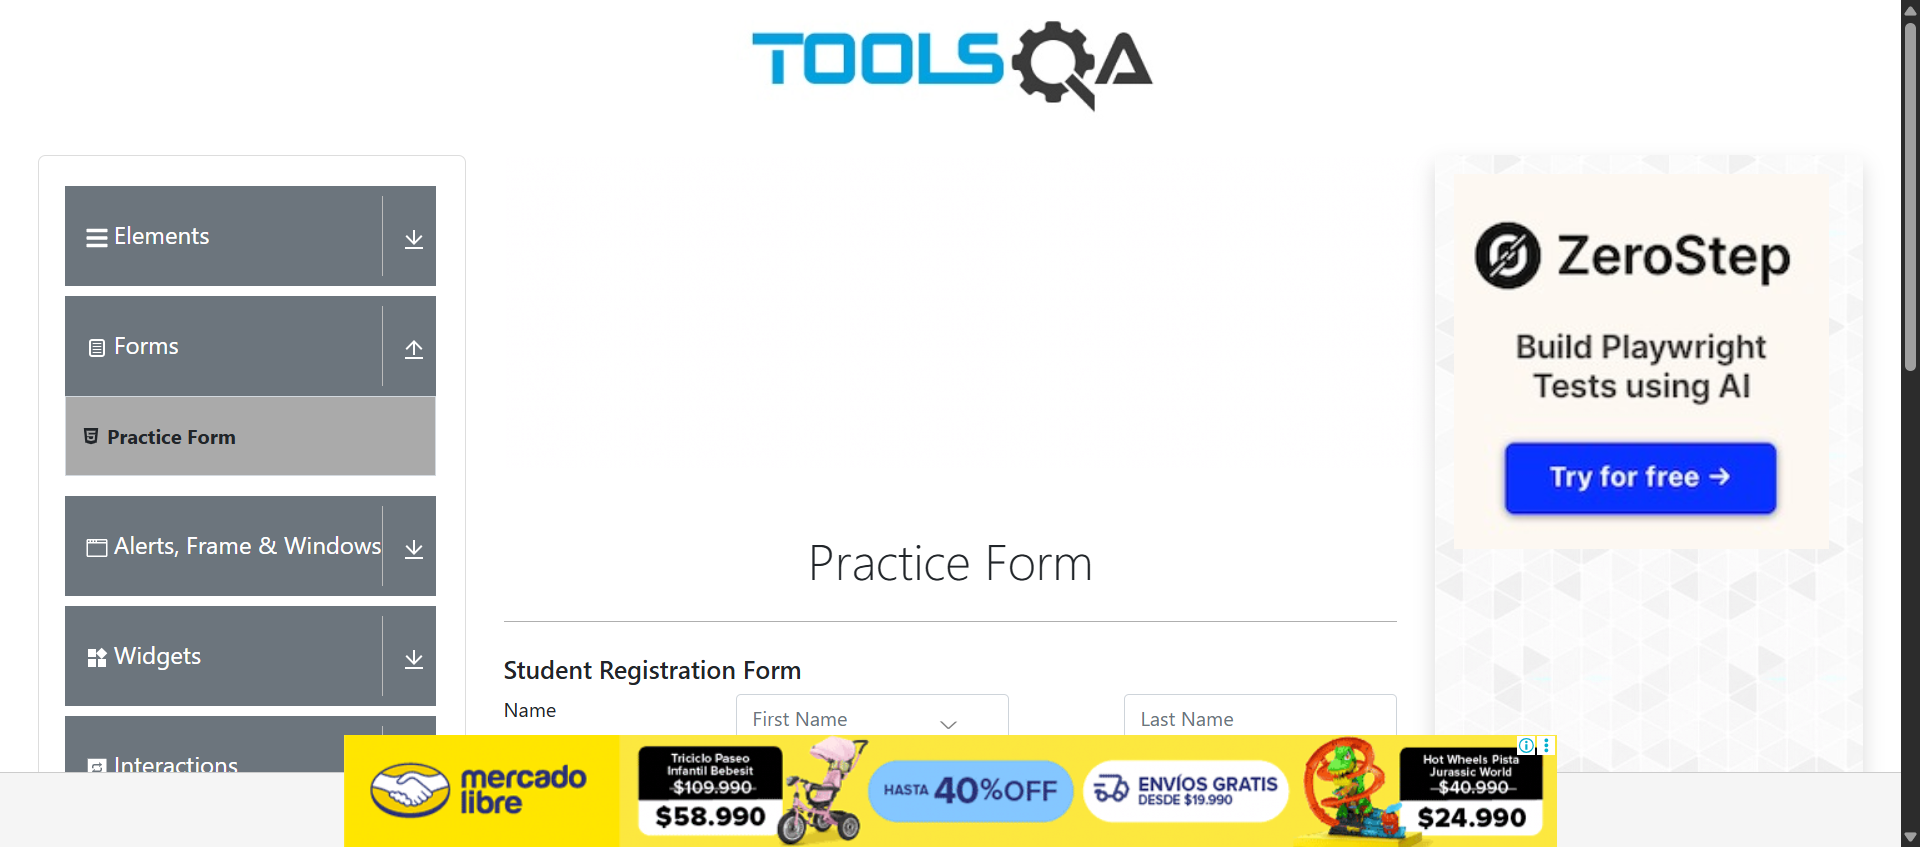 TOOLSQA
Elements
Forms
Practice Form
Alerts, Frame & Windows
Widgets
Interactions
Practice Form
Student Registration Form
Name
First Name
Last Name
ZeroStep
Build Playwright
Tests using AI
Try for free →
mercado
libre
Triciclo Paseo
Infantil Bebesit
$109.990
$58.990
HASTA 40%OFF
ENVÍOS GRATIS
DESDE $19.990
Hot Wheels Pista
Jurassic World
$40.990
$24.990